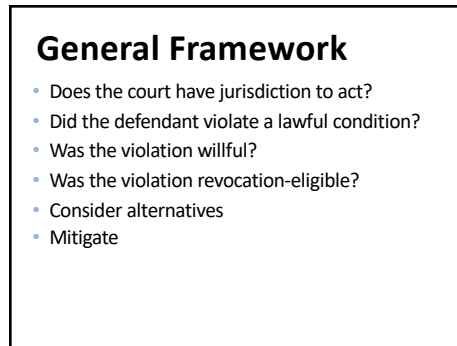 General Framework
• Does the court have jurisdiction to act?
• Did the defendant violate a lawful condition?
• Was the violation willful?
• Was the violation revocation-eligible?
• Consider alternatives
• Mitigate